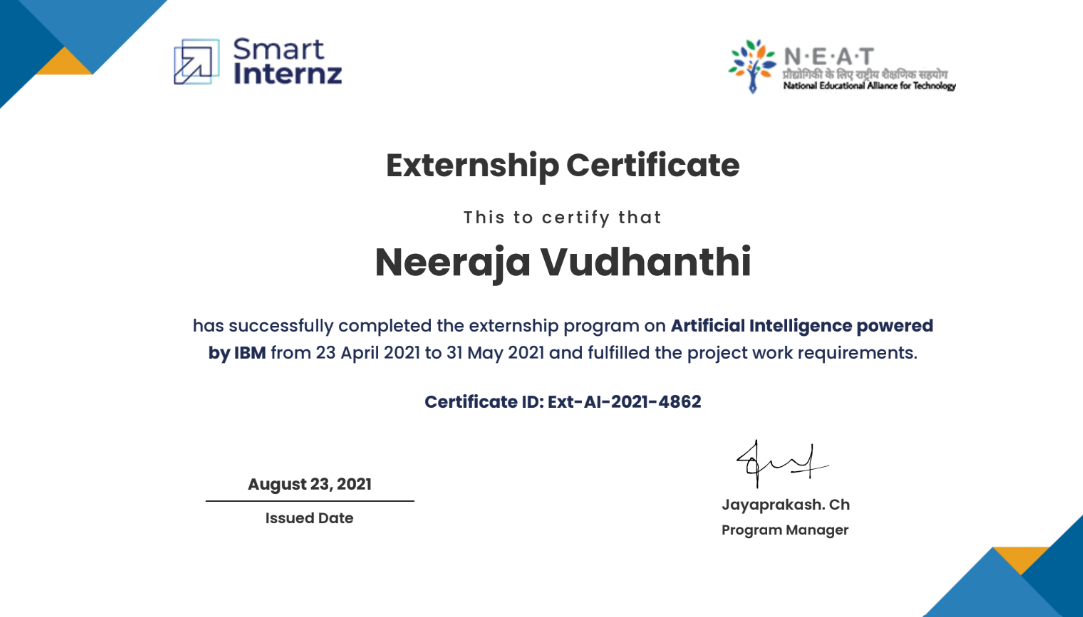 Smart
Internz
N·E·A·T
प्रौद्योगिकी के लिए राष्ट्रीय शैक्षणिक सहयोग
National Educational Alliance for Technology
Externship Certificate
This to certify that
Neeraja Vudhanthi
has successfully completed the externship program on Artificial Intelligence powered
by IBM from 23 April 2021 to 31 May 2021 and fulfilled the project work requirements.
Certificate ID: Ext-AI-2021-4862
August 23, 2021
Issued Date
Jayaprakash. Ch
Program Manager